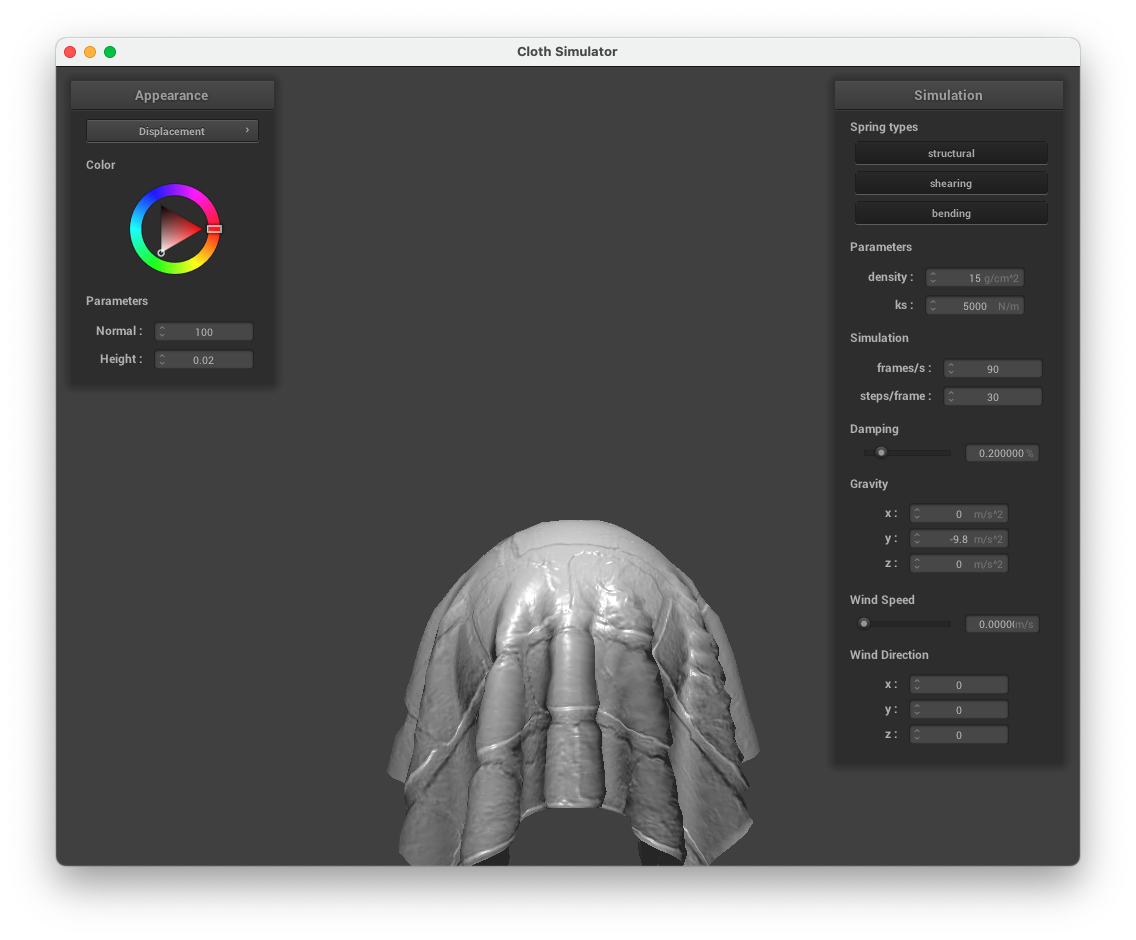 Cloth Simulator
Appearance
Displacement
Color
Parameters
Normal : 100
Height : 0.02
Simulation
Spring types
structural
shearing
bending
Parameters
density : 15 g/cm^2
ks : 5000 N/m
Simulation
frames/s : 90
steps/frame : 30
Damping
0.200000 %
Gravity
x : 0 m/s^2
y : -9.8 m/s^2
z : 0 m/s^2
Wind Speed
0.0000 m/s
Wind Direction
x : 0
y : 0
z : 0